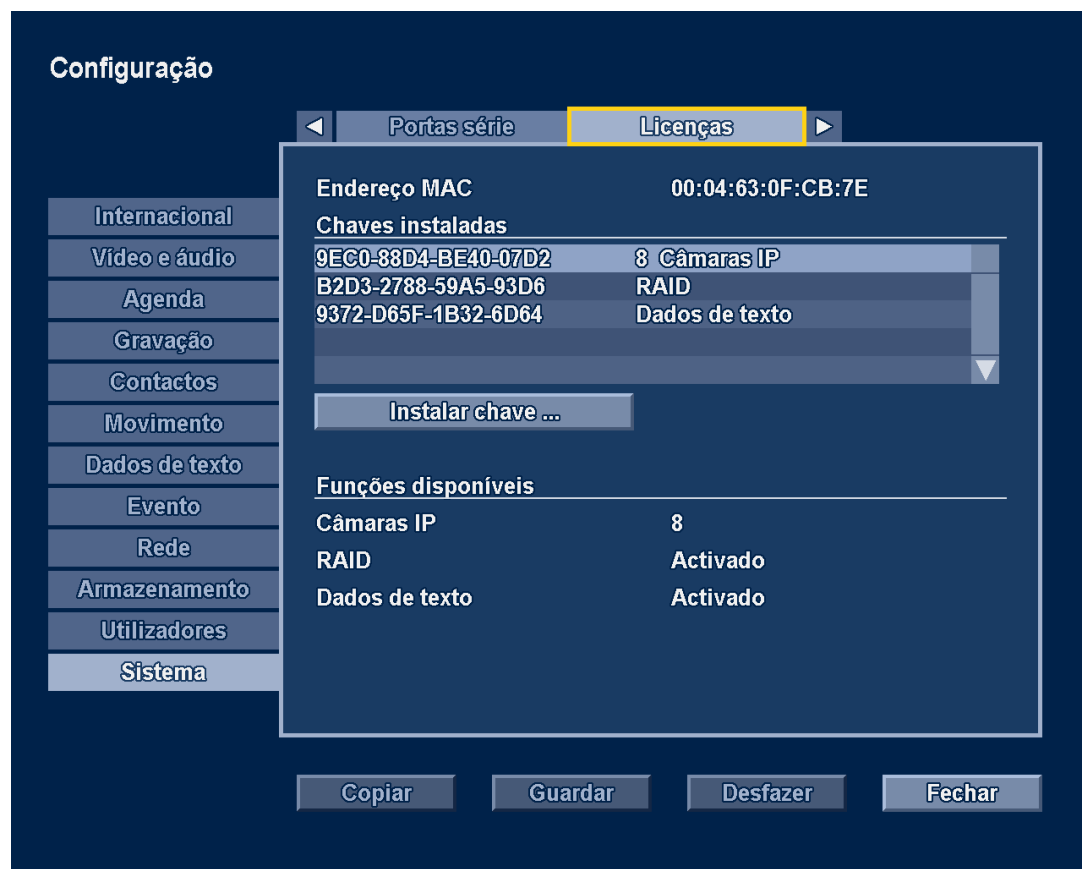 Configuração
Portas série
Licenças
Internacional
Vídeo e áudio
Agenda
Gravação
Contactos
Movimento
Dados de texto
Evento
Rede
Armazenamento
Utilizadores
Sistema
Endereço MAC 00:04:63:0F:CB:7E
Chaves instaladas
9EC0-88D4-BE40-07D2 8 Câmaras IP
B2D3-2788-59A5-93D6 RAID
9372-D65F-1B32-6D64 Dados de texto
Instalar chave ...
Funções disponíveis
Câmaras IP 8
RAID Activado
Dados de texto Activado
Copiar
Guardar
Desfazer
Fechar